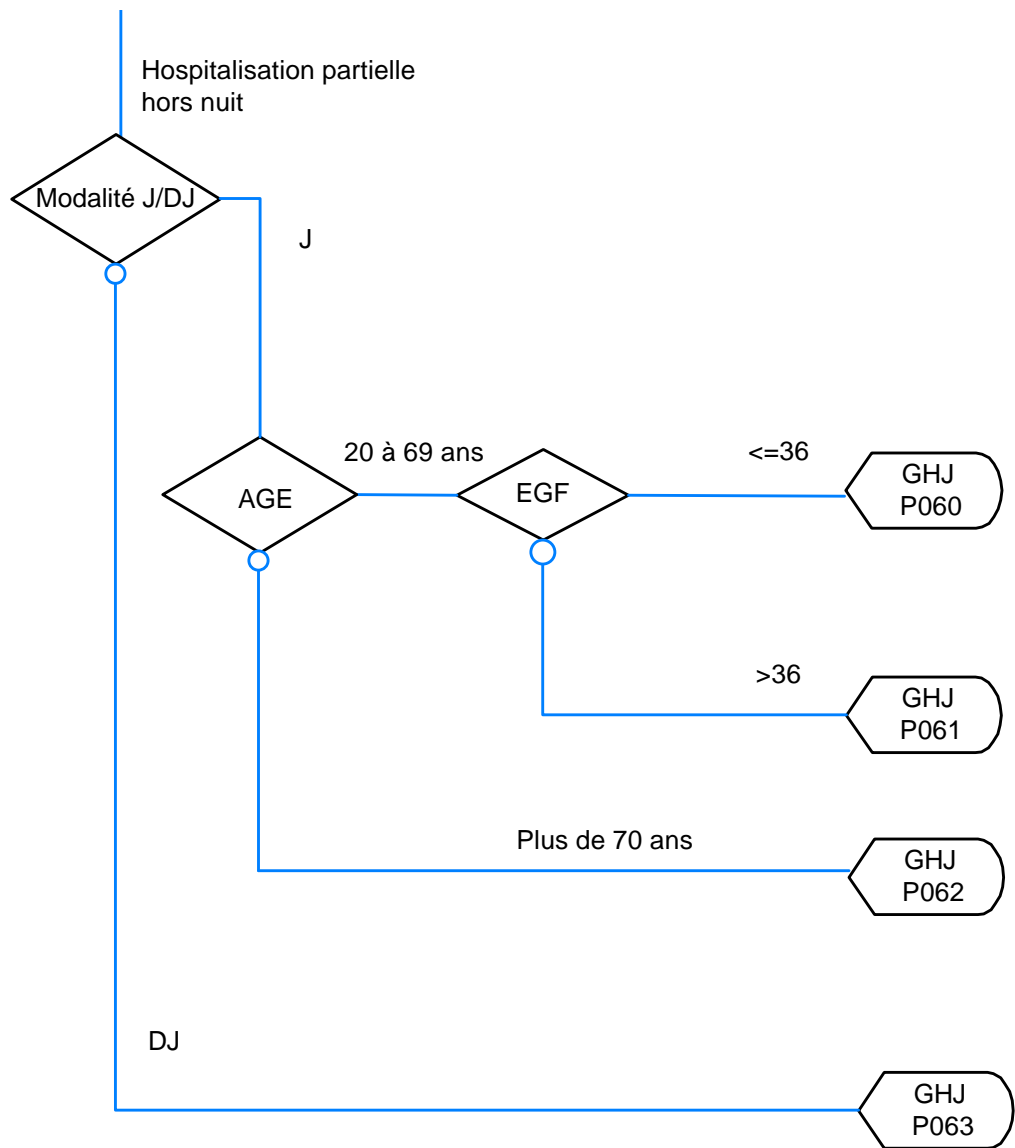 Hospitalisation partielle
hors nuit
Modalité J/DJ
J
20 à 69 ans
<=36
AGE
EGF
GHJ
P060
>36
GHJ
P061
Plus de 70 ans
GHJ
P062
DJ
GHJ
P063